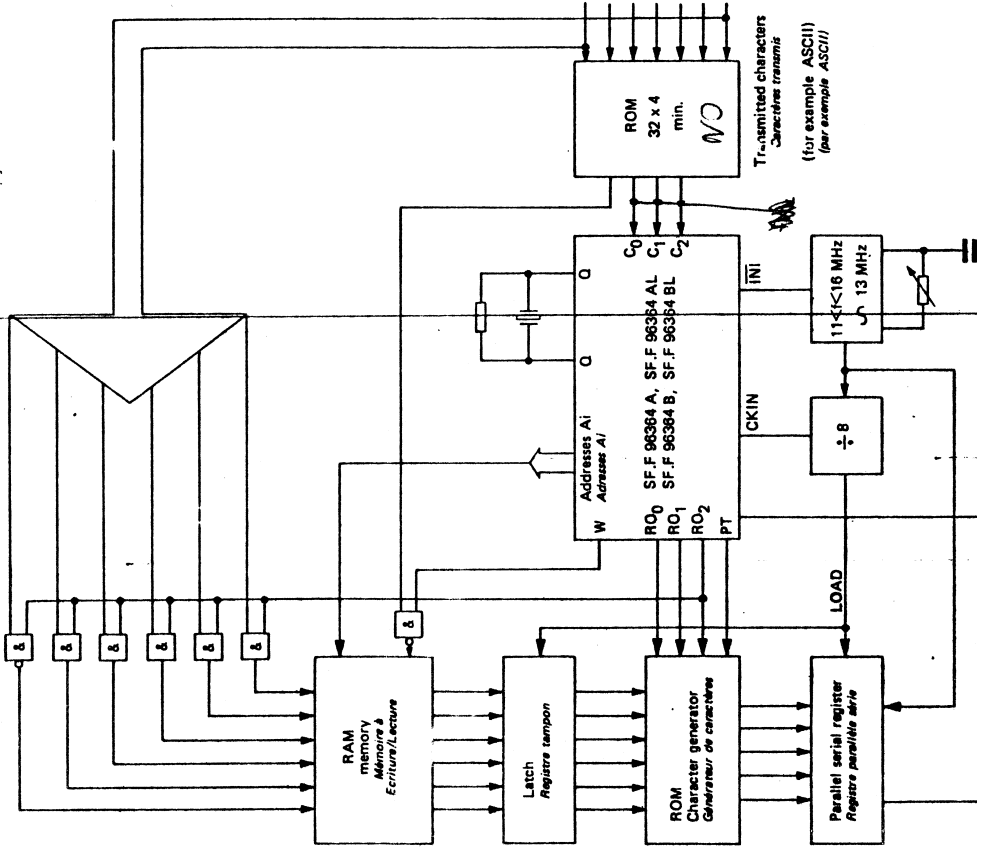 Transmitted characters
Caractères transmis
(for example ASCII)
(par exemple ASCII)
ROM
32 x 4
min.
CN
C0
C1
C2
Q
Q
Addresses Ai
Adresses Ai
W
SF.F 96364 A, SF.F 96364 AL
SF.F 96364 B, SF.F 96364 BL
RO0
RO1
RO2
PT
INI
CKIN
11<f<16 MHz
13 MHz
÷8
LOAD
&
&
&
&
&
&
&
RAM
memory
Mémoire à
Ecriture/Lecture
Latch
Registre tampon
ROM
Character generator
Générateur de caractères
Parallel serial register
Registre parallèle série